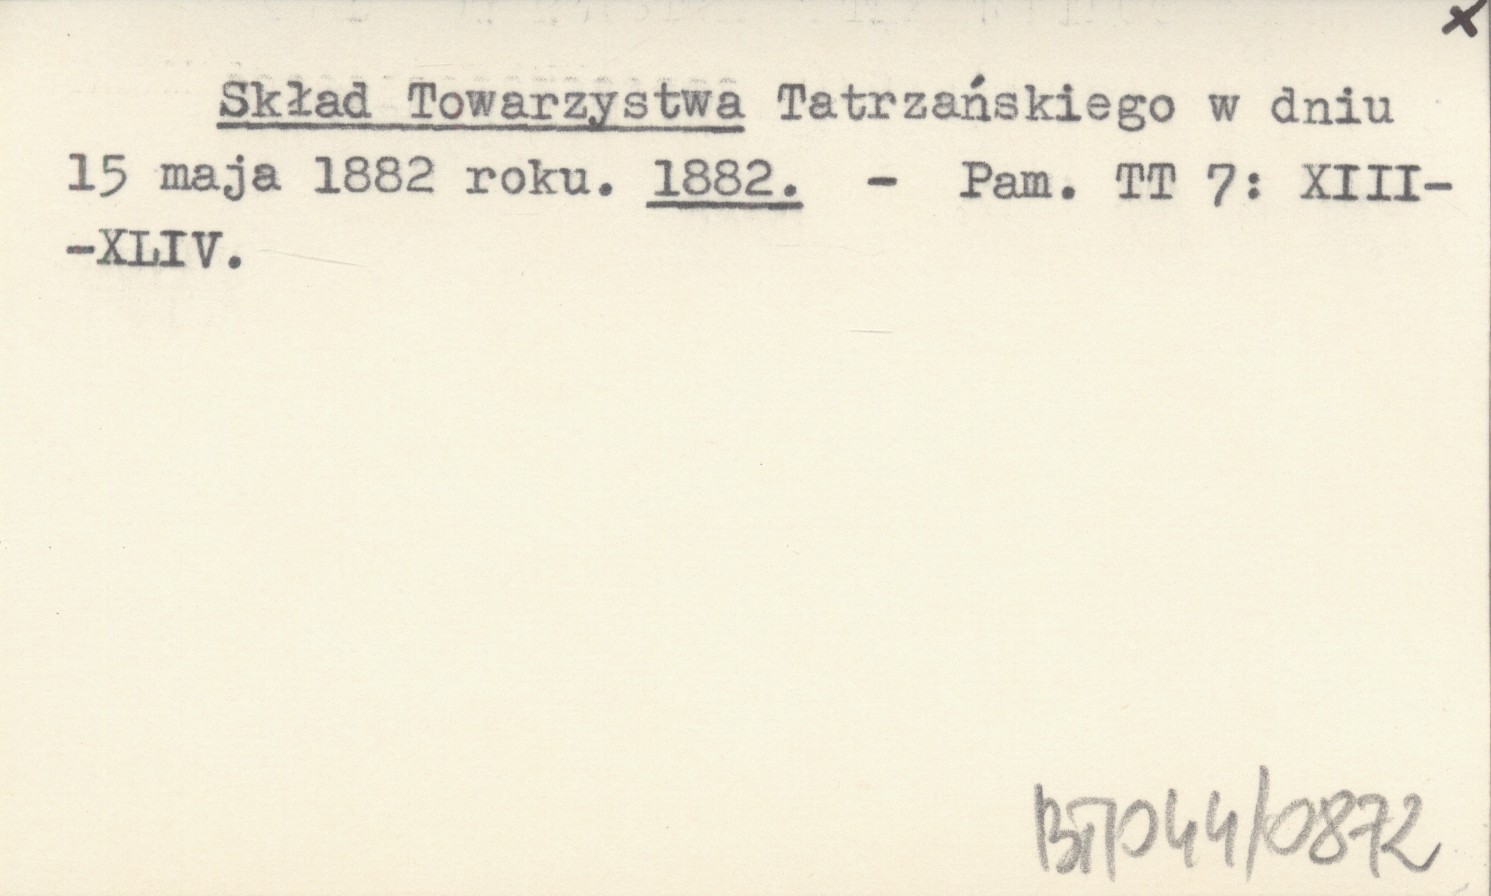 x
Skład Towarzystwa Tatrzańskiego w dniu
15 maja 1882 roku. 1882. - Pam. TT 7: XIII-
-XLIV.
BTP044/0872